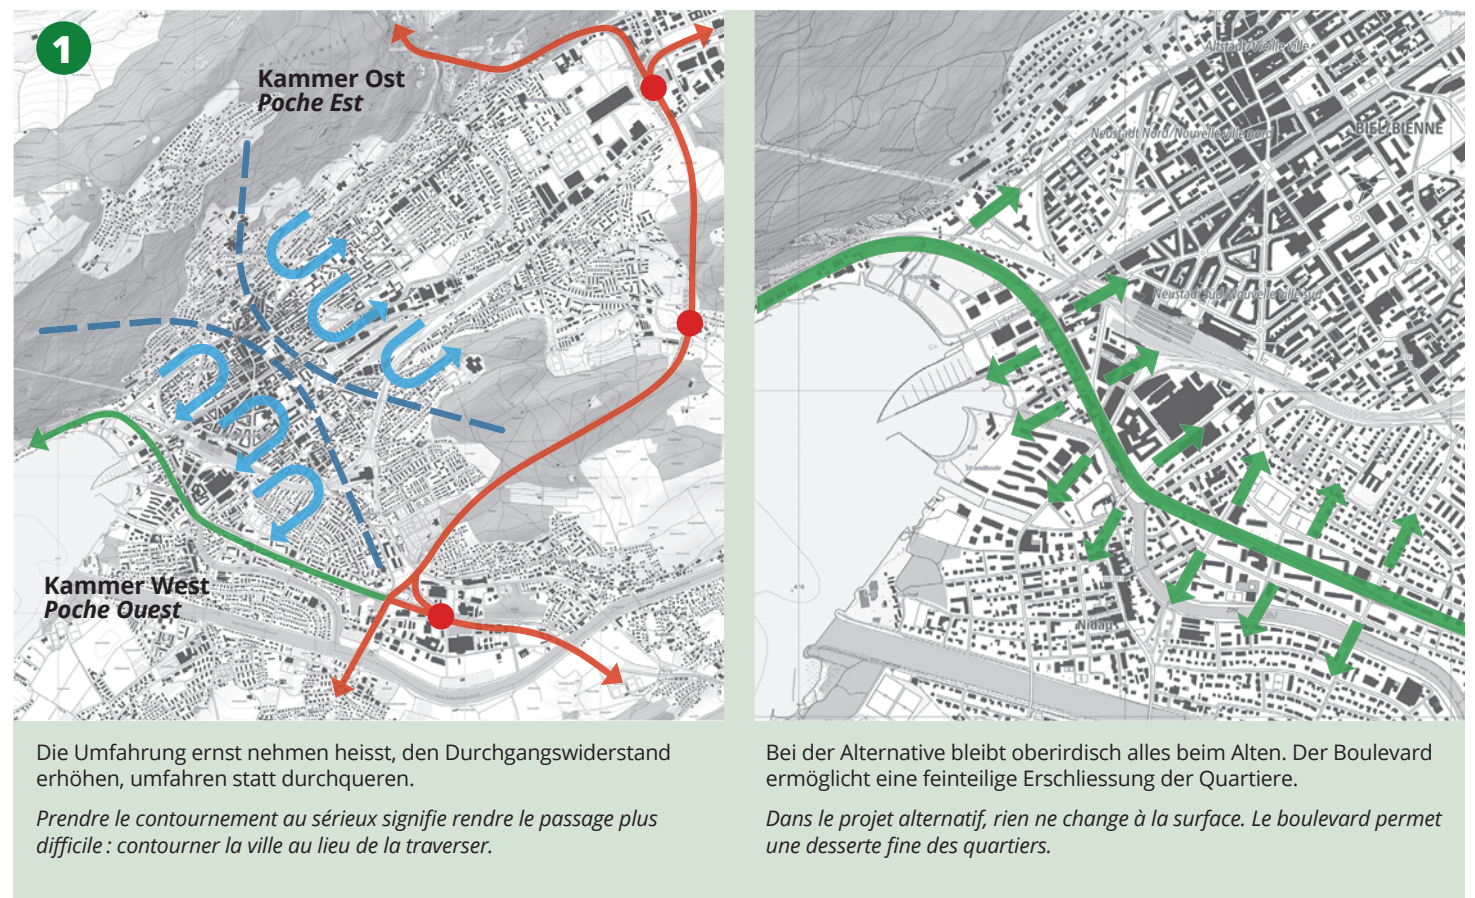 1
Kammer Ost
Poche Est
Kammer West
Poche Ouest
Altstadt/Vieille ville
Neustadt Nord/Nouvelle ville nord
BIEL/BIENNE
Neustadt Süd/Nouvelle ville sud
Strandboden
Nidau
Die Umfahrung ernst nehmen heisst, den Durchgangswiderstand
erhöhen, umfahren statt durchqueren.
Prendre le contournement au sérieux signifie rendre le passage plus
difficile : contourner la ville au lieu de la traverser.
Bei der Alternative bleibt oberirdisch alles beim Alten. Der Boulevard
ermöglicht eine feinteilige Erschliessung der Quartiere.
Dans le projet alternatif, rien ne change à la surface. Le boulevard permet
une desserte fine des quartiers.